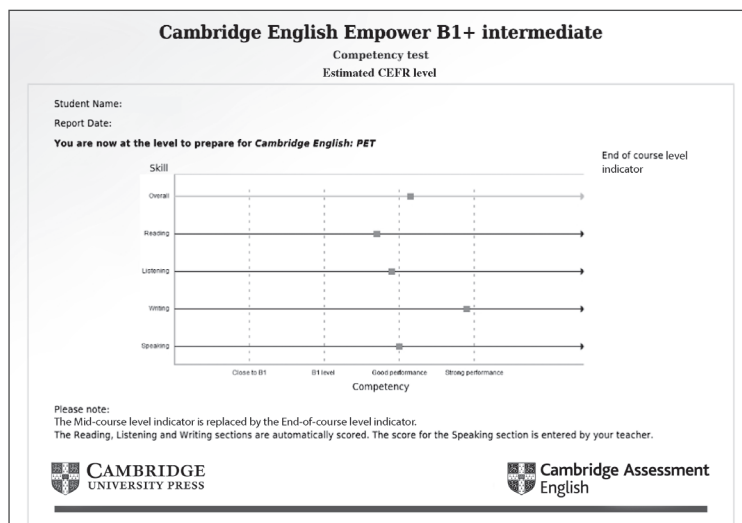 Cambridge English Empower B1+ intermediate
Competency test
Estimated CEFR level
Student Name:
Report Date:
You are now at the level to prepare for Cambridge English: PET
End of course level
indicator
Skill
Overall
Reading
Listening
Writing
Speaking
Close to B1 B1 level Good performance Strong performance
Competency
Please note:
The Mid-course level indicator is replaced by the End-of-course level indicator.
The Reading, Listening and Writing sections are automatically scored. The score for the Speaking section is entered by your teacher.
CAMBRIDGE
UNIVERSITY PRESS
Cambridge Assessment
English